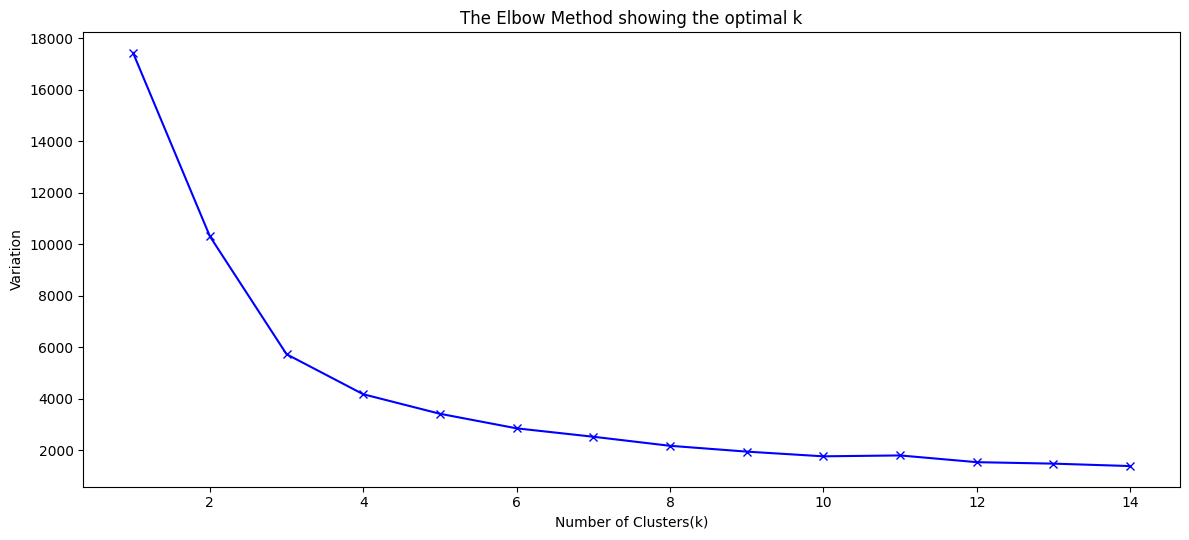 The Elbow Method showing the optimal k
18000
16000
14000
12000
10000
8000
6000
4000
2000
Variation
2 4 6 8 10 12 14
Number of Clusters(k)